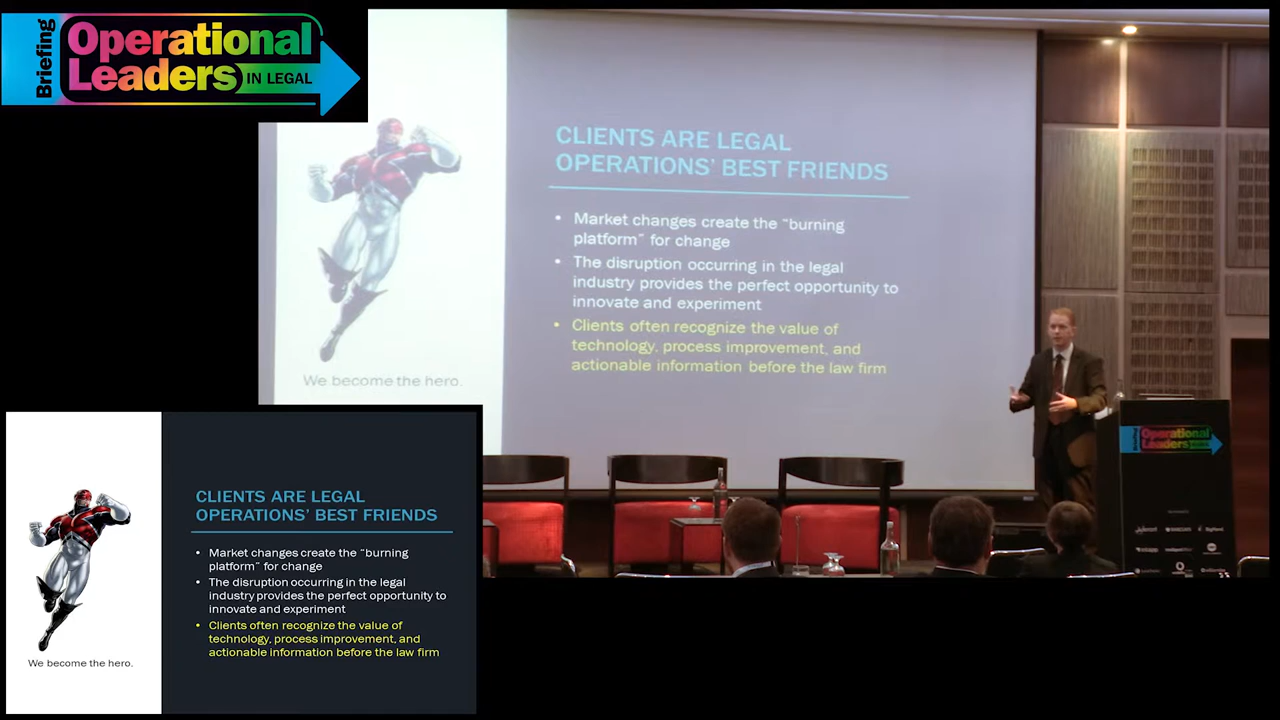 Briefing
Operational
Leaders IN LEGAL
CLIENTS ARE LEGAL
OPERATIONS' BEST FRIENDS
• Market changes create the "burning
platform" for change
• The disruption occurring in the legal
industry provides the perfect opportunity to
innovate and experiment
• Clients often recognize the value of
technology, process improvement, and
actionable information before the law firm
We become the hero.
Briefing
Operational
Leaders
CLIENTS ARE LEGAL
OPERATIONS' BEST FRIENDS
• Market changes create the "burning
platform" for change
• The disruption occurring in the legal
industry provides the perfect opportunity to
innovate and experiment
• Clients often recognize the value of
technology, process improvement, and
actionable information before the law firm
We become the hero.